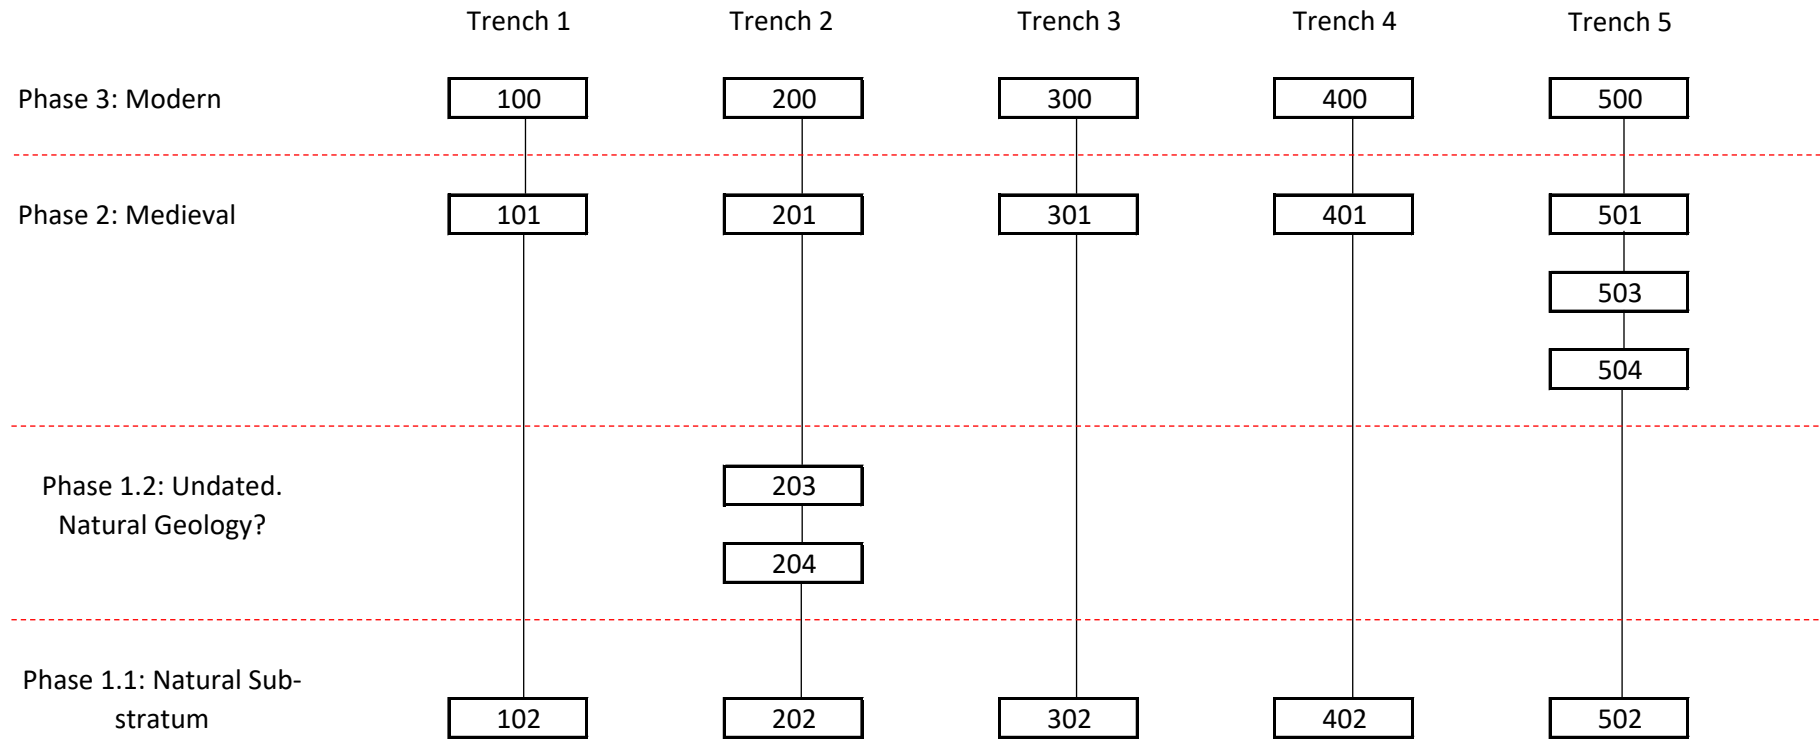 Trench 1 Trench 2 Trench 3 Trench 4 Trench 5
Phase 3: Modern 100 200 300 400 500
Phase 2: Medieval 101 201 301 401 501
503
504
Phase 1.2: Undated. 203
Natural Geology?
204
Phase 1.1: Natural Sub-
stratum 102 202 302 402 502